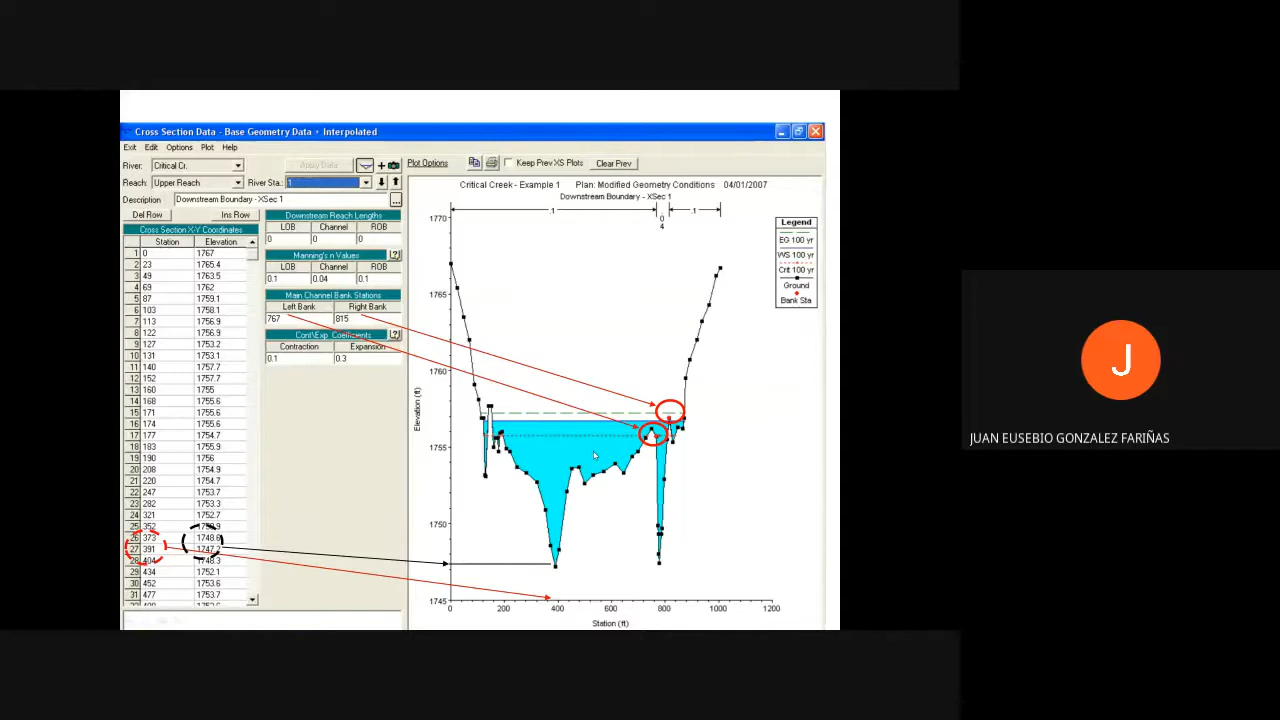 Cross Section Data - Base Geometry Data + Interpolated
Exit Edit Options Plot Help
River: Critical Cr. Apply Data Plot Options Keep Prev XS Plots Clear Prev
Reach: Upper Reach River Sta.: 1
Description Downstream Boundary - XSec 1 ...
Del Row Ins Row
Cross Section X-Y Coordinates
Station Elevation
1 0 1767
2 23 1765.4
3 49 1763.5
4 69 1762
5 87 1759.1
6 103 1758.1
7 113 1756.9
8 122 1756.9
9 127 1753.2
10 131 1753.1
11 140 1757.7
12 152 1757.7
13 160 1755
14 168 1755.6
15 171 1755.6
16 174 1755.6
17 177 1754.7
18 183 1755.9
19 190 1756
20 208 1754.9
21 220 1754.7
22 247 1753.7
23 282 1753.3
24 321 1752.7
25 352
26 373 1748.6
27 391 1747.2
28 404 1748.3
29 434 1752.1
30 452 1753.6
31 477 1753.7
Downstream Reach Lengths
LOB Channel ROB
0 0 0
Manning's n Values
LOB Channel ROB
0.1 0.04 0.1
Main Channel Bank Stations
Left Bank Right Bank
767 815
Cont\Exp Coefficients
Contraction Expansion
0.1 0.3
Critical Creek - Example 1 Plan: Modified Geometry Conditions 04/01/2007
Downstream Boundary - XSec 1
.1 .1
0
4
1770
1765
1760
1755
1750
1745
Elevation (ft)
0 200 400 600 800 1000 1200
Station (ft)
Legend
EG 100 yr
WS 100 yr
Crit 100 yr
Ground
Bank Sta
J
JUAN EUSEBIO GONZALEZ FARIÑAS